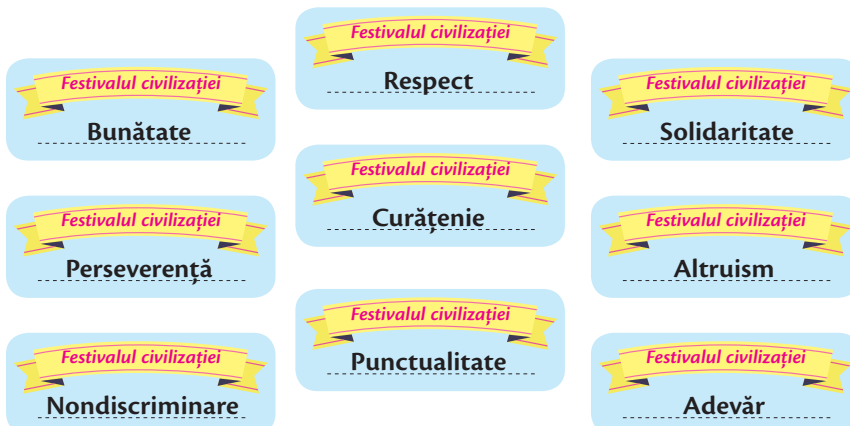 Festivalul civilizației
Respect
Festivalul civilizației
Bunătate
Festivalul civilizației
Solidaritate
Festivalul civilizației
Curățenie
Festivalul civilizației
Perseverență
Festivalul civilizației
Altruism
Festivalul civilizației
Punctualitate
Festivalul civilizației
Nondiscriminare
Festivalul civilizației
Adevăr